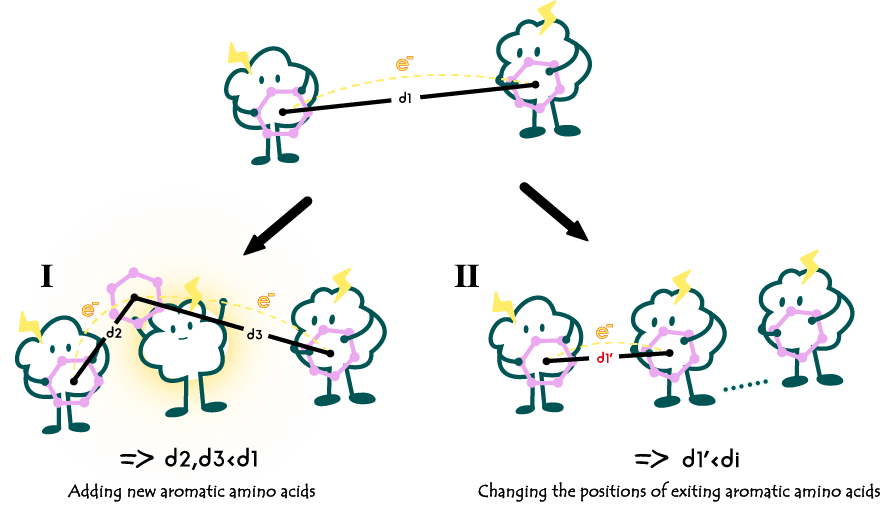 e⁻
d1
I
II
e⁻
e⁻
d2
d3
e⁻
d1'
=> d2,d3<d1
=> d1'<di
Adding new aromatic amino acids
Changing the positions of exiting aromatic amino acids